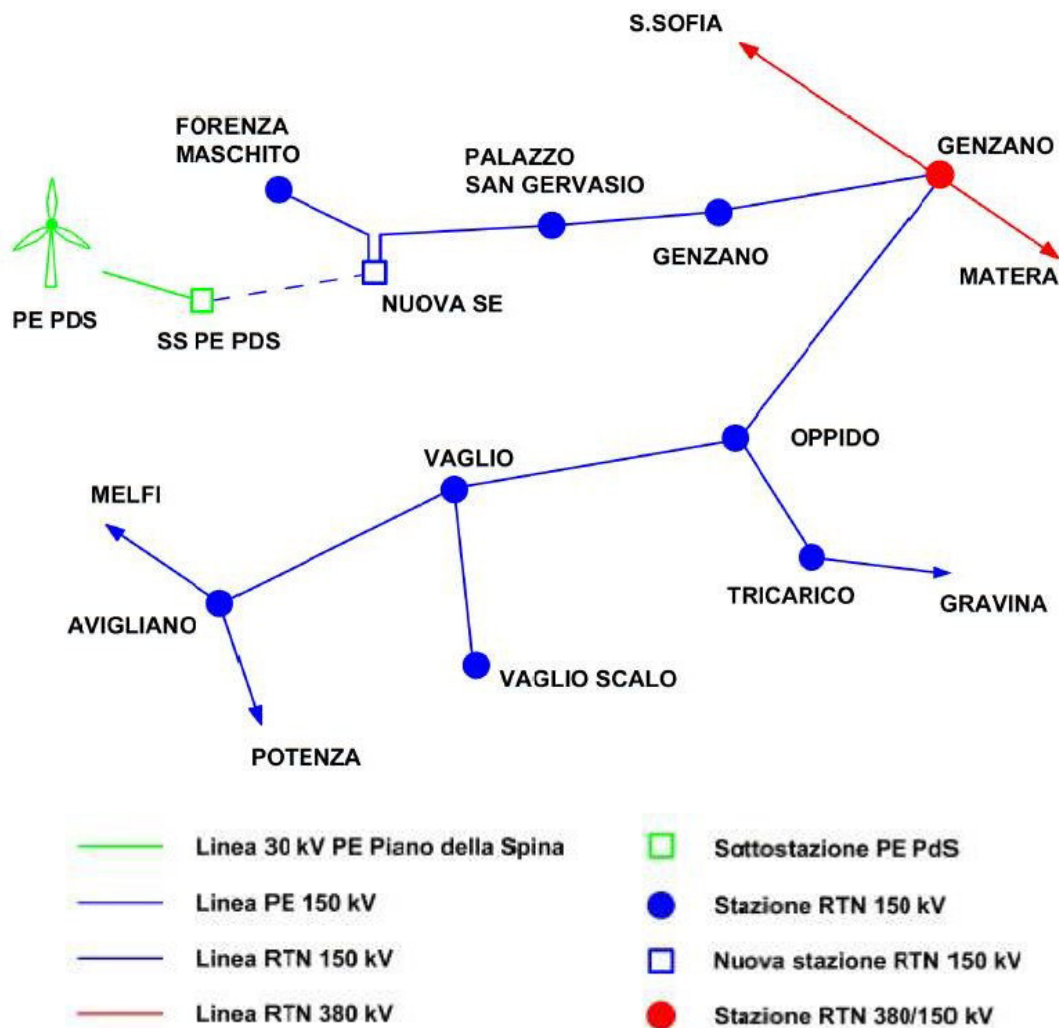 S.SOFIA
FORENZA
MASCHITO
PALAZZO
SAN GERVASIO
GENZANO
GENZANO
MATERA
PE PDS
SS PE PDS
NUOVA SE
OPPIDO
VAGLIO
MELFI
TRICARICO
GRAVINA
AVIGLIANO
VAGLIO SCALO
POTENZA
Linea 30 kV PE Piano della Spina
Linea PE 150 kV
Linea RTN 150 kV
Linea RTN 380 kV
Sottostazione PE PdS
Stazione RTN 150 kV
Nuova stazione RTN 150 kV
Stazione RTN 380/150 kV